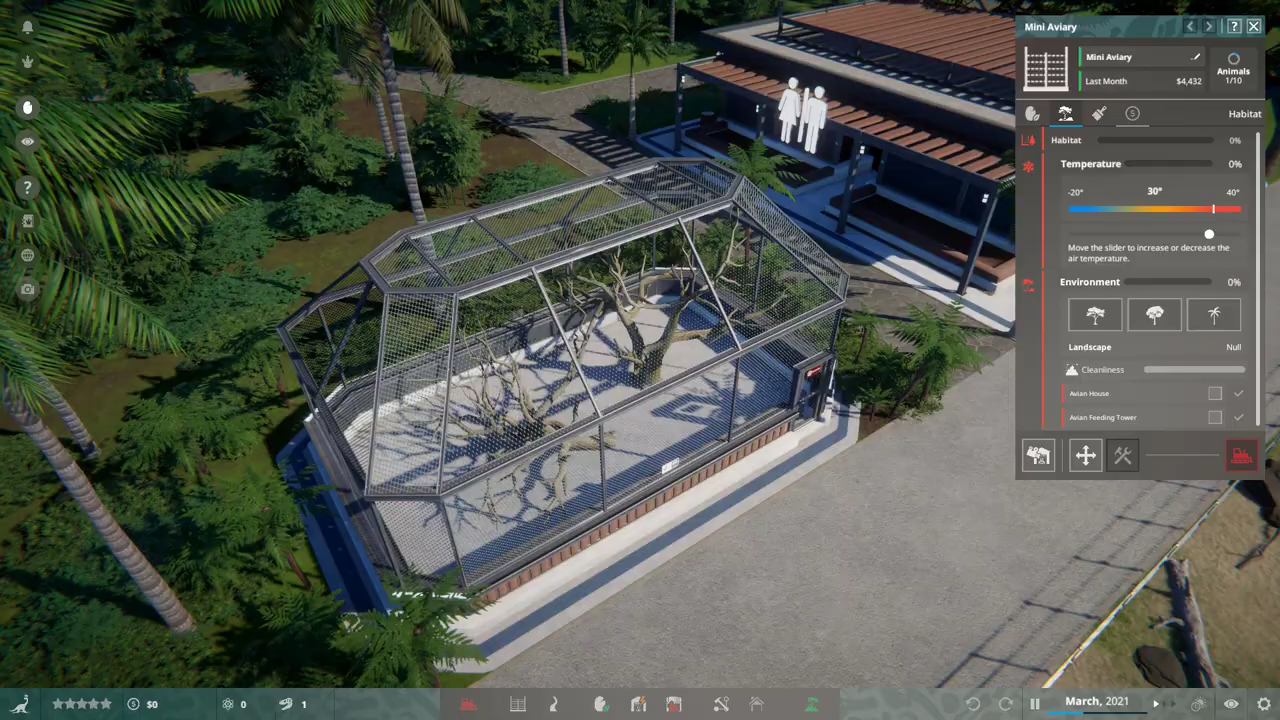 Mini Aviary
?
Mini Aviary
Last Month $4,432
Animals
1/10
Habitat
Habitat 0%
Temperature 0%
-20° 30° 40°
Move the slider to increase or decrease the
air temperature.
Environment 0%
Landscape Null
Cleanliness
Avian House
Avian Feeding Tower
?
$0
0
1
March, 2021